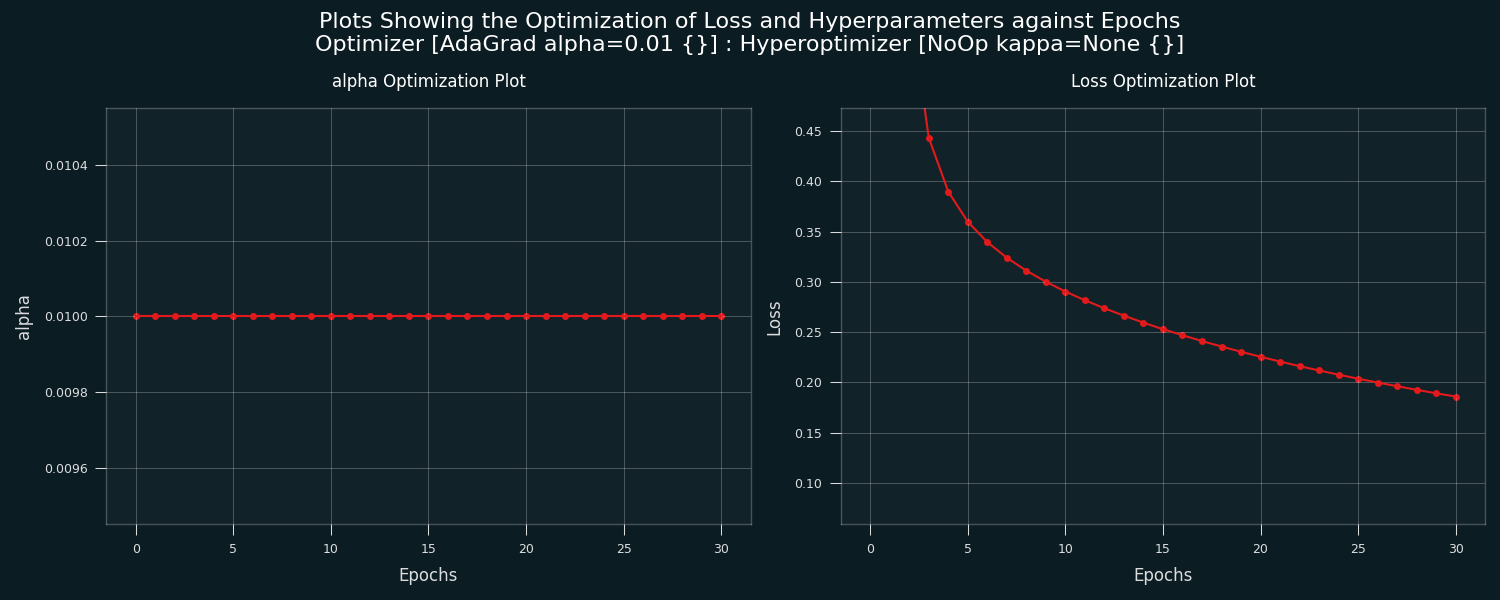 Plots Showing the Optimization of Loss and Hyperparameters against Epochs
Optimizer [AdaGrad alpha=0.01 {}] : Hyperoptimizer [NoOp kappa=None {}]
alpha Optimization Plot
0.0104
0.0102
0.0100
0.0098
0.0096
alpha
0 5 10 15 20 25 30
Epochs
Loss Optimization Plot
0.45
0.40
0.35
0.30
0.25
0.20
0.15
0.10
Loss
0 5 10 15 20 25 30
Epochs